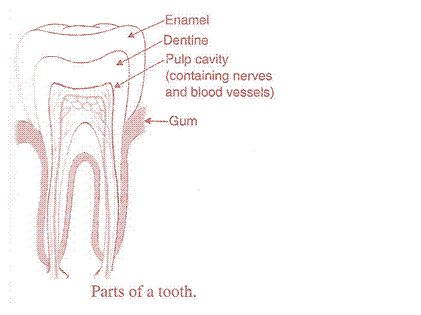 Enamel
Dentine
Pulp cavity
(containing nerves
and blood vessels)
Gum
Parts of a tooth.